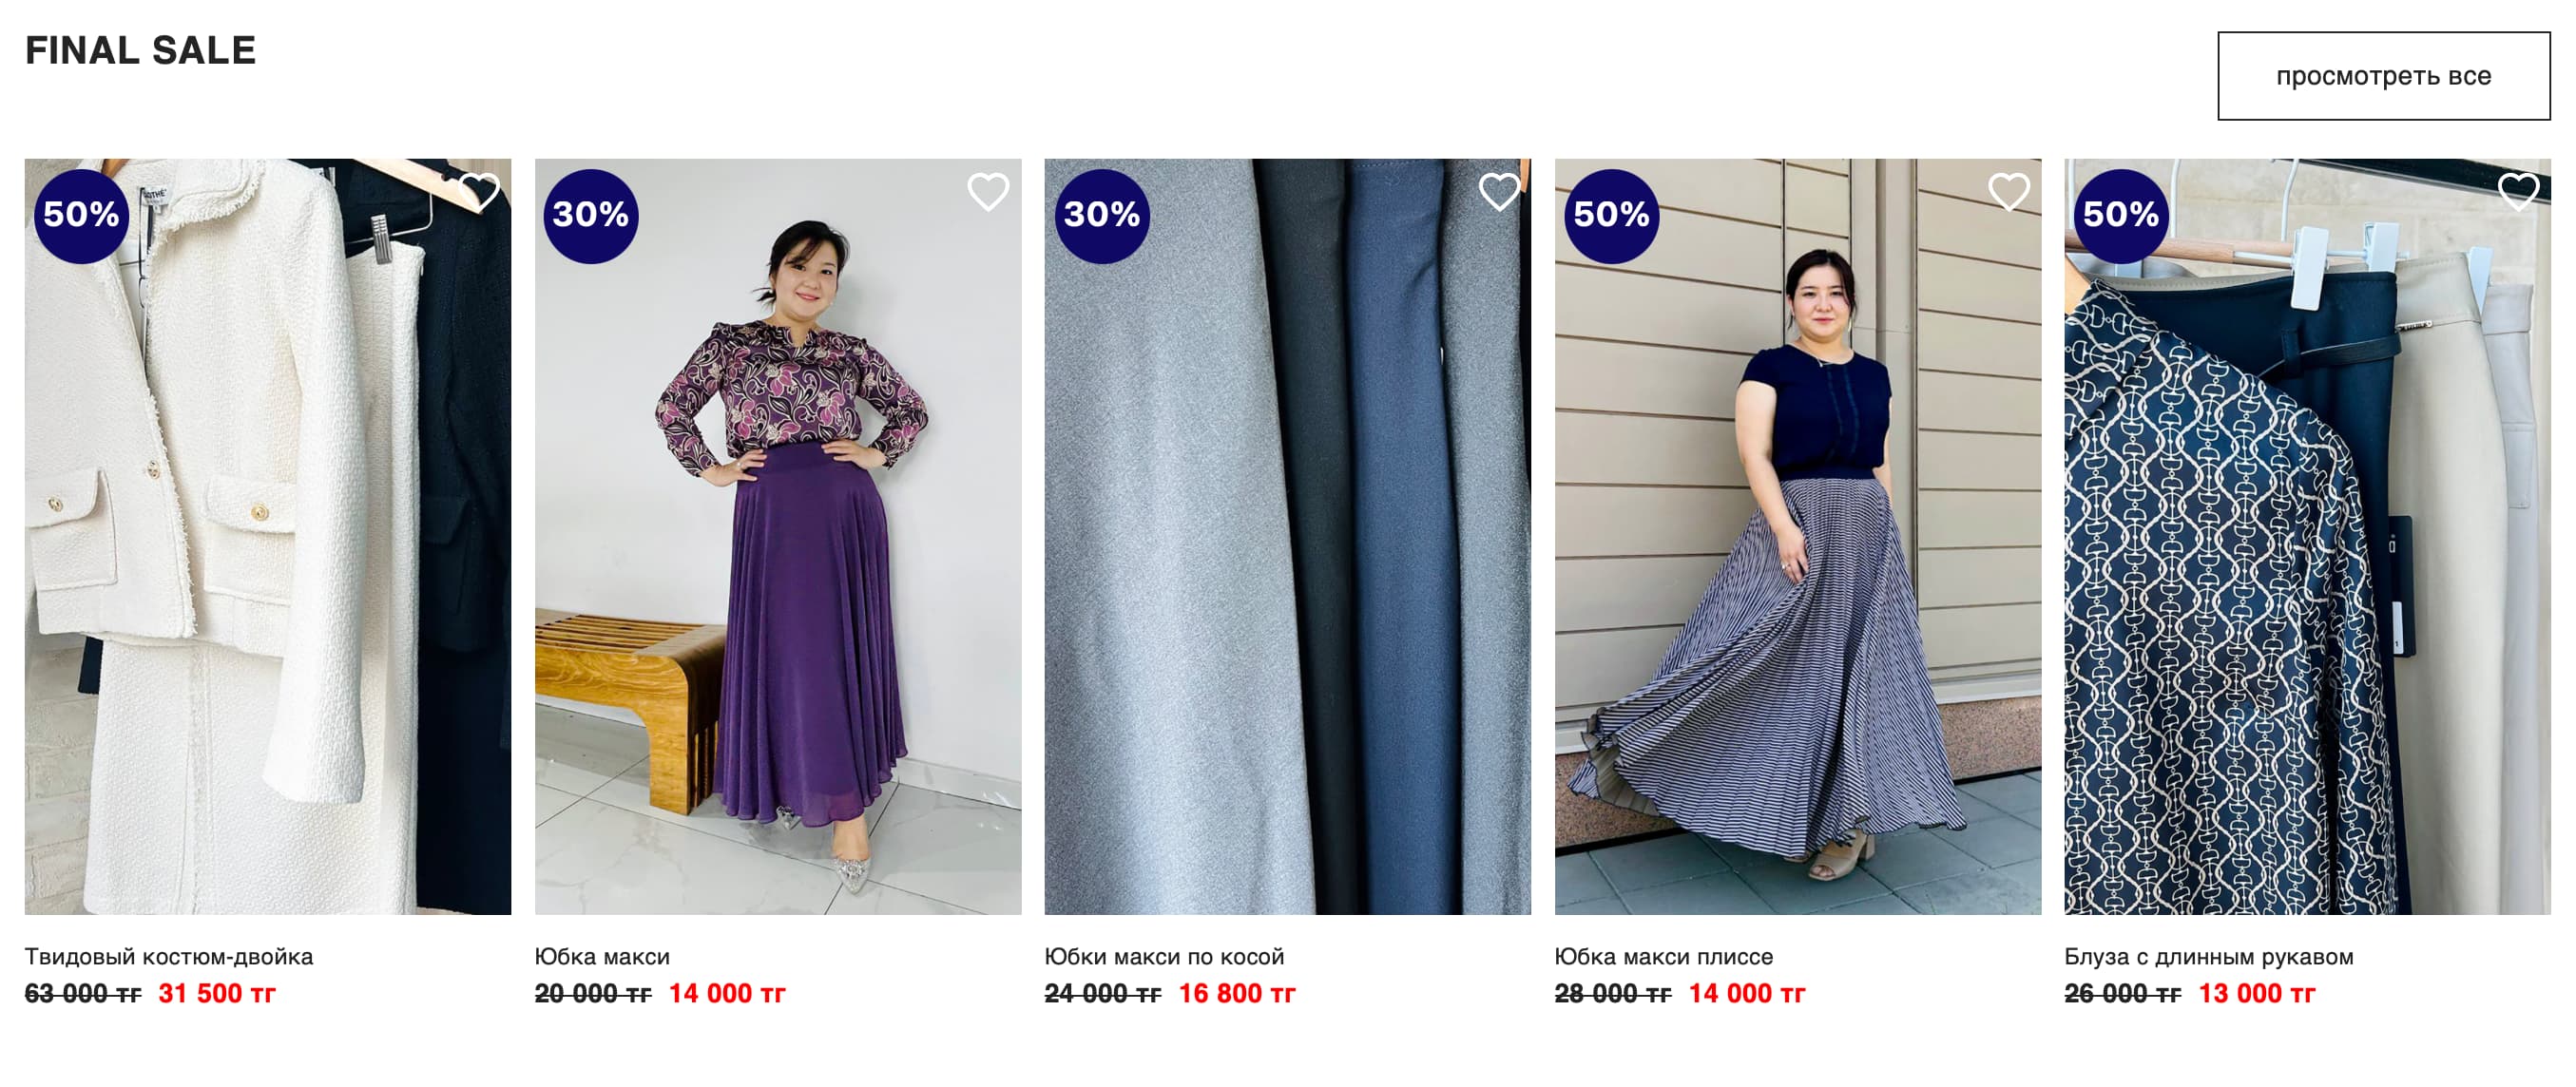 FINAL SALE
просмотреть все
50%
30%
30%
50%
50%
Твидовый костюм-двойка
63 000 тг 31 500 тг
Юбка макси
20 000 тг 14 000 тг
Юбки макси по косой
24 000 тг 16 800 тг
Юбка макси плиссе
28 000 тг 14 000 тг
Блуза с длинным рукавом
26 000 тг 13 000 тг